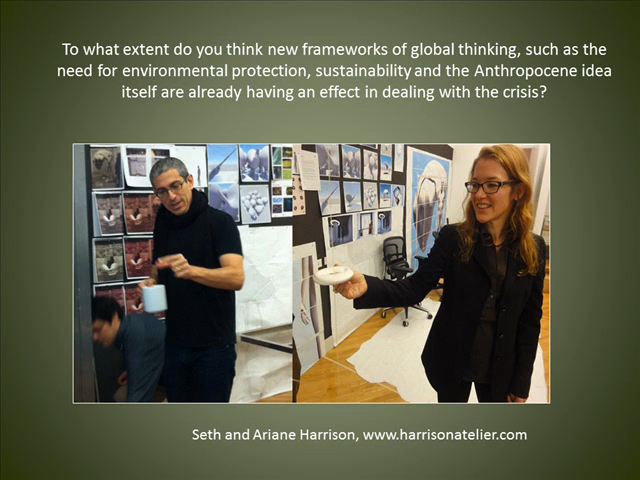 To what extent do you think new frameworks of global thinking, such as the
need for environmental protection, sustainability and the Anthropocene idea
itself are already having an effect in dealing with the crisis?
Seth and Ariane Harrison, www.harrisonatelier.com